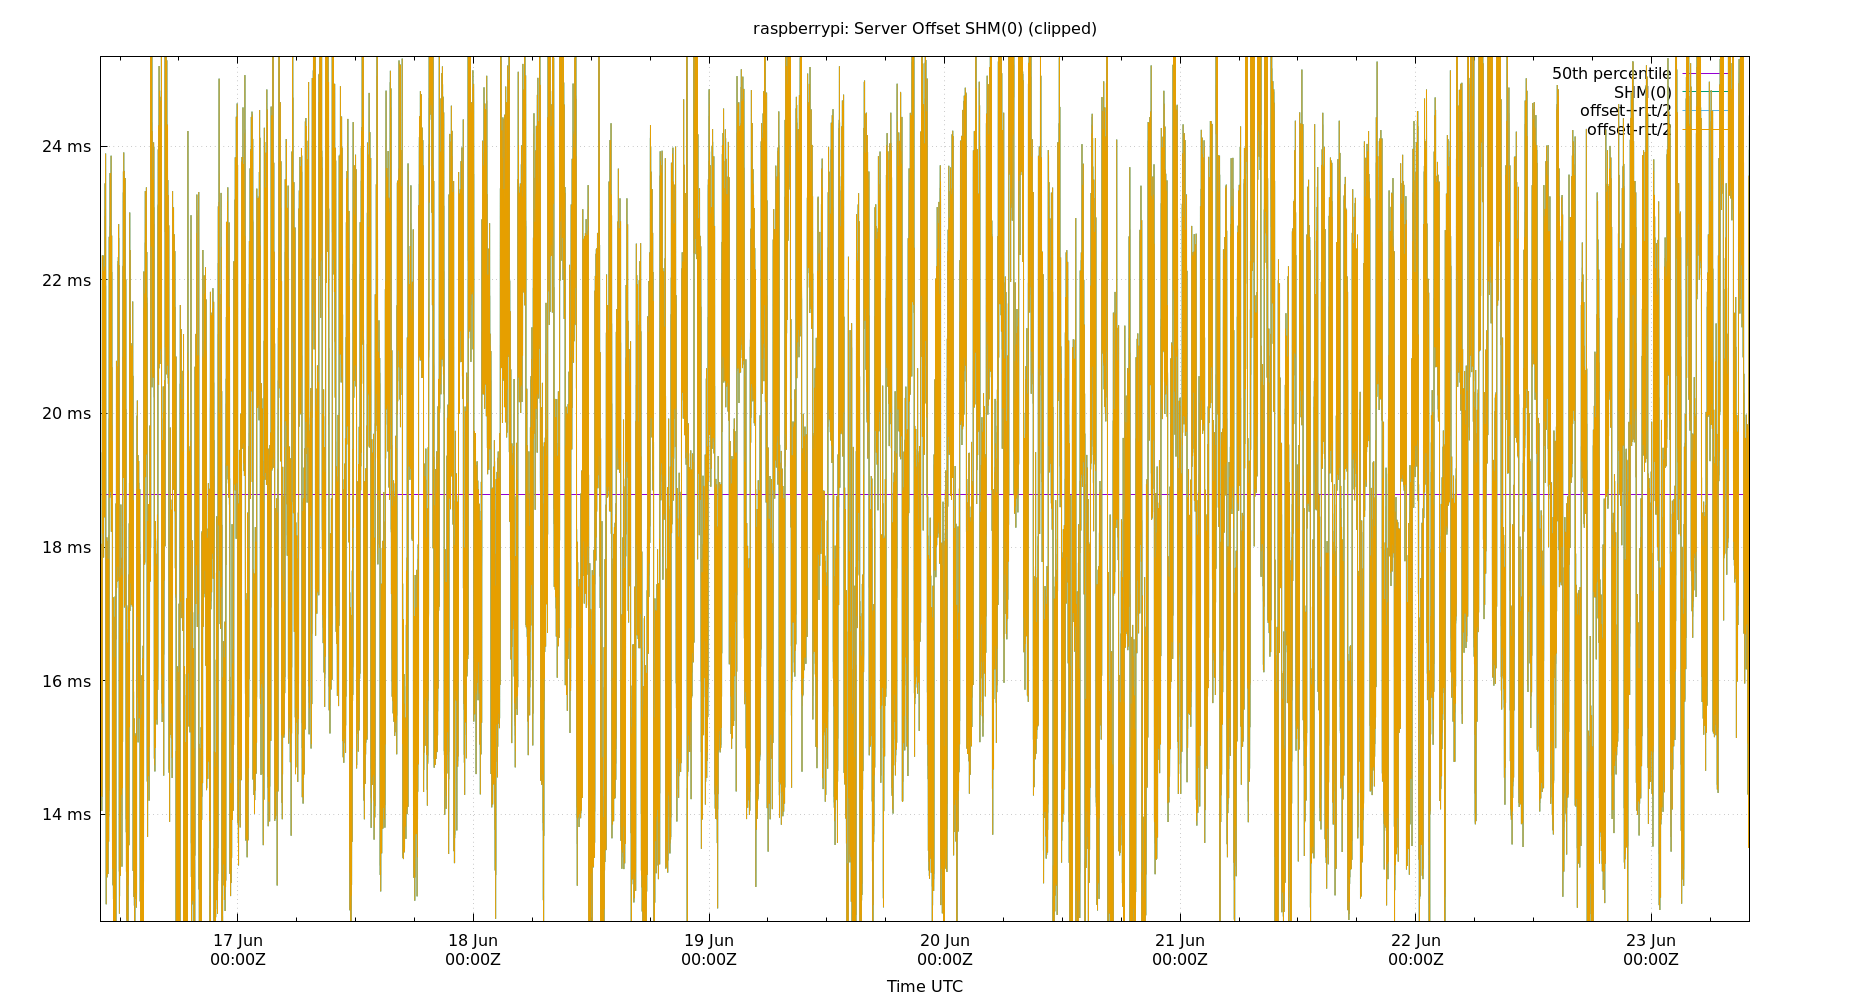 raspberrypi: Server Offset SHM(0) (clipped)
50th percentile
SHM(0)
offset+rtt/2
offset-rtt/2
24 ms
22 ms
20 ms
18 ms
16 ms
14 ms
17 Jun 18 Jun 19 Jun 20 Jun 21 Jun 22 Jun 23 Jun
00:00Z 00:00Z 00:00Z 00:00Z 00:00Z 00:00Z 00:00Z
Time UTC